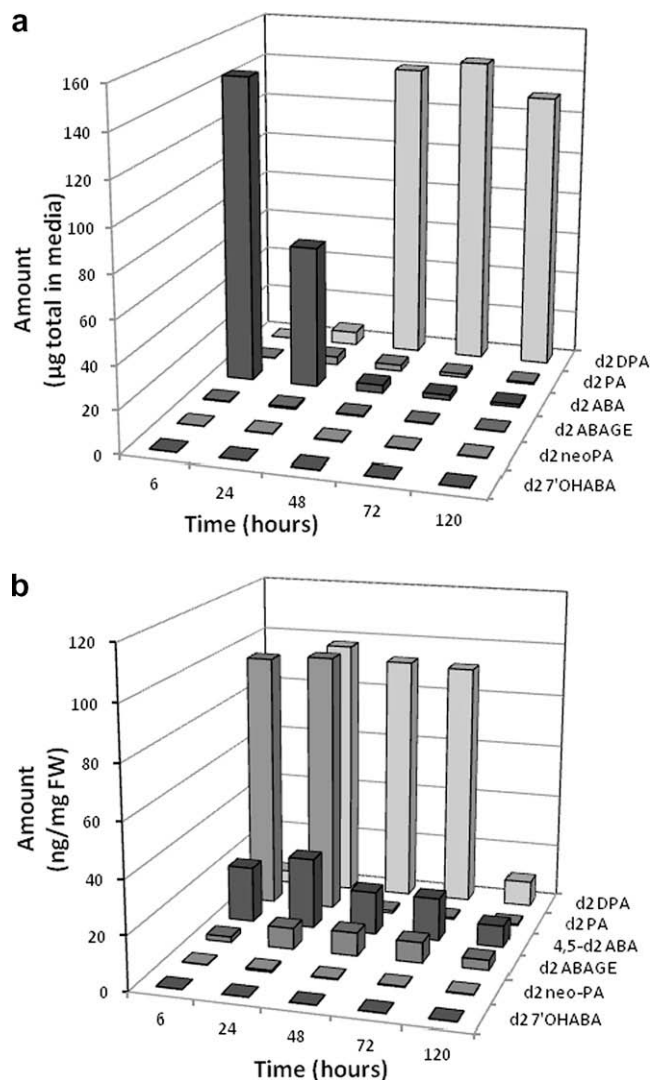 a
160
140
120
100
80
60
40
20
0
Amount
(µg total in media)
6
24
48
72
120
Time (hours)
d2 DPA
d2 PA
d2 ABA
d2 ABAGE
d2 neoPA
d2 7'OHABA
b
120
100
80
60
40
20
0
Amount
(ng/mg FW)
6
24
48
72
120
Time (hours)
d2 DPA
d2 PA
4,5-d2 ABA
d2 ABAGE
d2 neo-PA
d2 7'OHABA